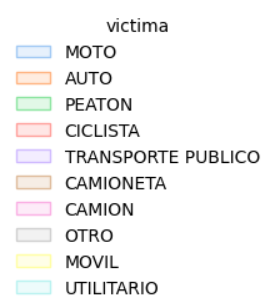 victima
MOTO
AUTO
PEATON
CICLISTA
TRANSPORTE PUBLICO
CAMIONETA
CAMION
OTRO
MOVIL
UTILITARIO